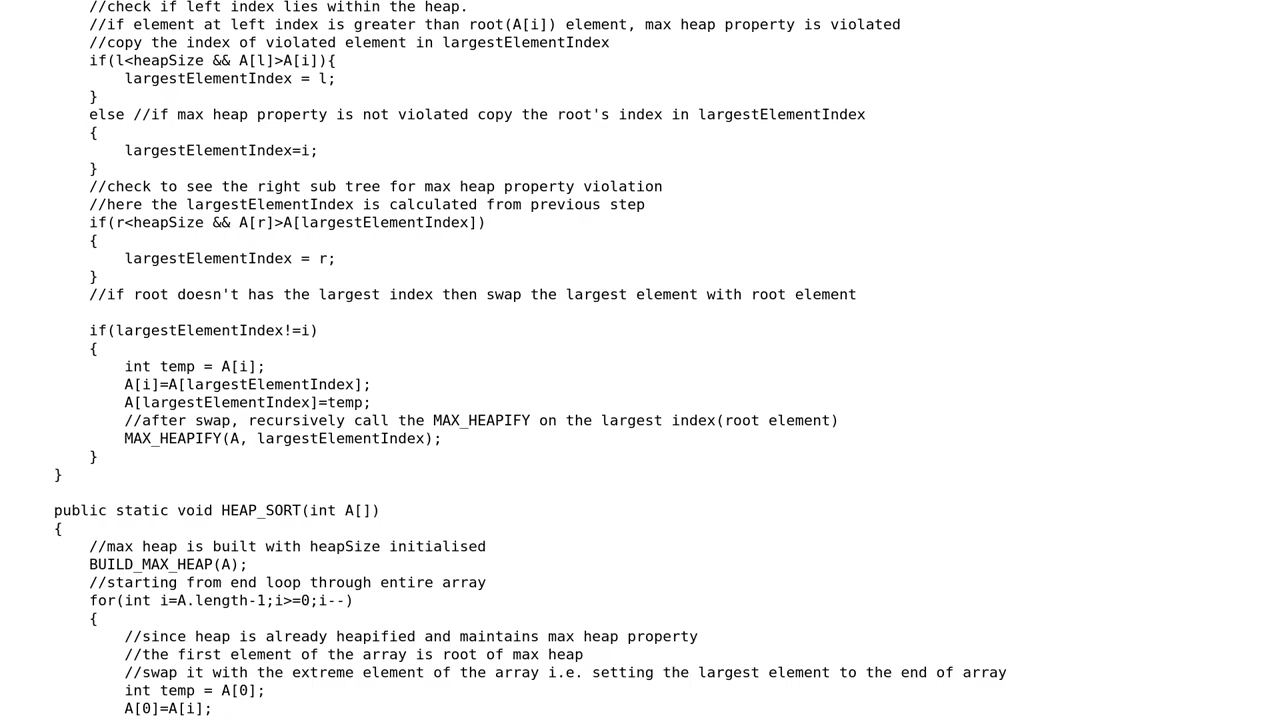 //check if left index lies within the heap.
//if element at left index is greater than root(A[i]) element, max heap property is violated
//copy the index of violated element in largestElementIndex
if(l<heapSize && A[l]>A[i]){
largestElementIndex = l;
}
else //if max heap property is not violated copy the root's index in largestElementIndex
{
largestElementIndex=i;
}
//check to see the right sub tree for max heap property violation
//here the largestElementIndex is calculated from previous step
if(r<heapSize && A[r]>A[largestElementIndex])
{
largestElementIndex = r;
}
//if root doesn't has the largest index then swap the largest element with root element
if(largestElementIndex!=i)
{
int temp = A[i];
A[i]=A[largestElementIndex];
A[largestElementIndex]=temp;
//after swap, recursively call the MAX_HEAPIFY on the largest index(root element)
MAX_HEAPIFY(A, largestElementIndex);
}
}
public static void HEAP_SORT(int A[])
{
//max heap is built with heapSize initialised
BUILD_MAX_HEAP(A);
//starting from end loop through entire array
for(int i=A.length-1;i>=0;i--)
{
//since heap is already heapified and maintains max heap property
//the first element of the array is root of max heap
//swap it with the extreme element of the array i.e. setting the largest element to the end of array
int temp = A[0];
A[0]=A[i];